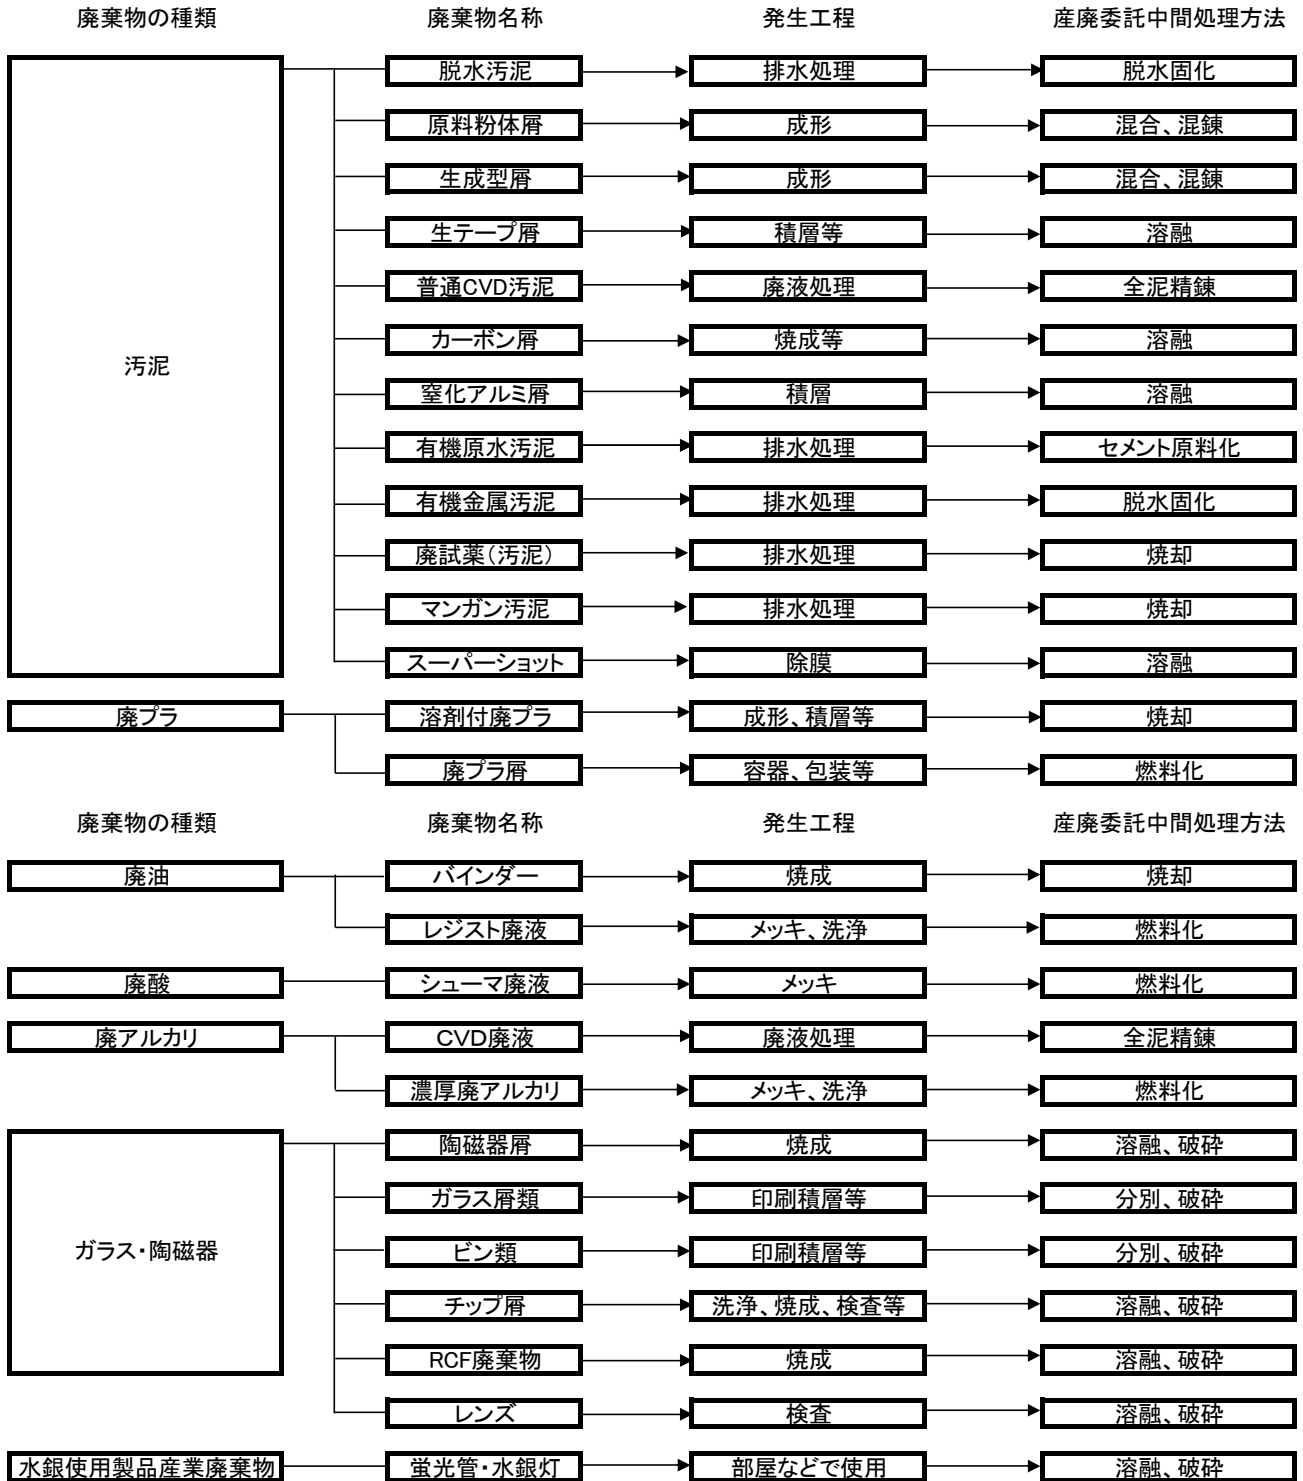 廃棄物の種類 廃棄物名称 発生工程 産廃委託中間処理方法
脱水汚泥 排水処理 脱水固化
原料粉体屑 成形 混合、混錬
生成型屑 成形 混合、混錬
生テープ屑 積層等 溶融
普通CVD汚泥 廃液処理 全泥精錬
カーボン屑 焼成等 溶融
汚泥
窒化アルミ屑 積層 溶融
有機原水汚泥 排水処理 セメント原料化
有機金属汚泥 排水処理 脱水固化
廃試薬(汚泥) 排水処理 焼却
マンガン汚泥 排水処理 焼却
スーパーショット 除膜 溶融
廃プラ 溶剤付廃プラ 成形、積層等 焼却
廃プラ屑 容器、包装等 燃料化
廃棄物の種類 廃棄物名称 発生工程 産廃委託中間処理方法
廃油 バインダー 焼成 焼却
レジスト廃液 メッキ、洗浄 燃料化
廃酸 シューマ廃液 メッキ 燃料化
廃アルカリ CVD廃液 廃液処理 全泥精錬
濃厚廃アルカリ メッキ、洗浄 燃料化
陶磁器屑 焼成 溶融、破砕
ガラス屑類 印刷積層等 分別、破砕
ガラス・陶磁器 ビン類 印刷積層等 分別、破砕
チップ屑 洗浄、焼成、検査等 溶融、破砕
RCF廃棄物 焼成 溶融、破砕
レンズ 検査 溶融、破砕
水銀使用製品産業廃棄物 蛍光管・水銀灯 部屋などで使用 溶融、破砕